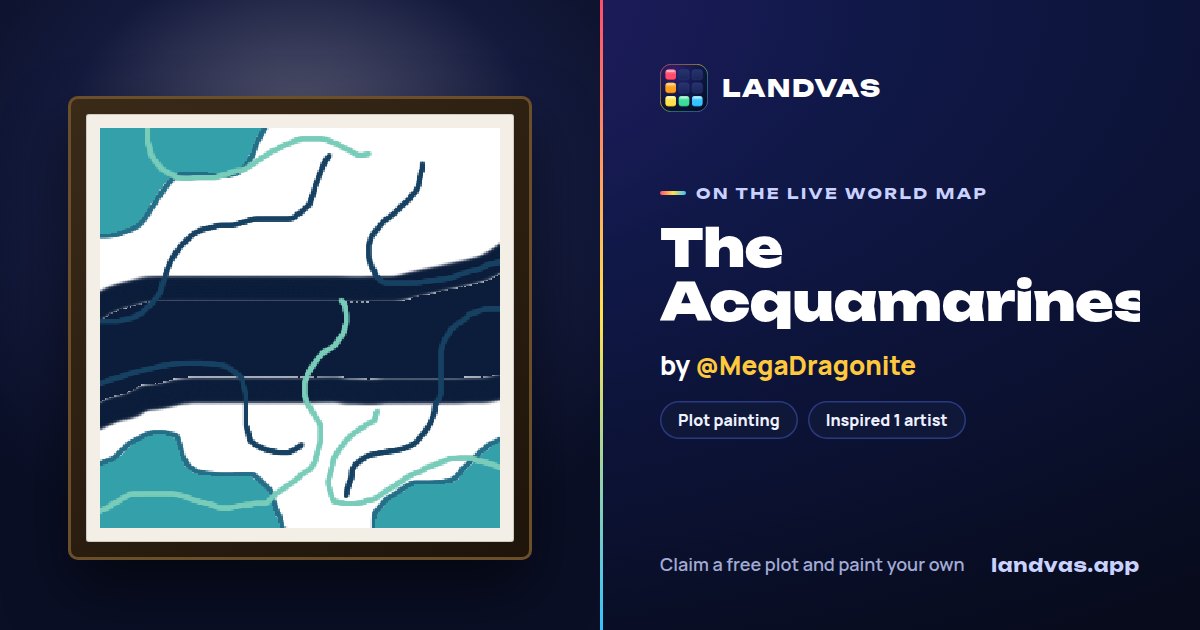 LANDVAS
ON THE LIVE WORLD MAP
The
Acquamarines
by @MegaDragonite
Plot painting
Inspired 1 artist
Claim a free plot and paint your own
landvas.app